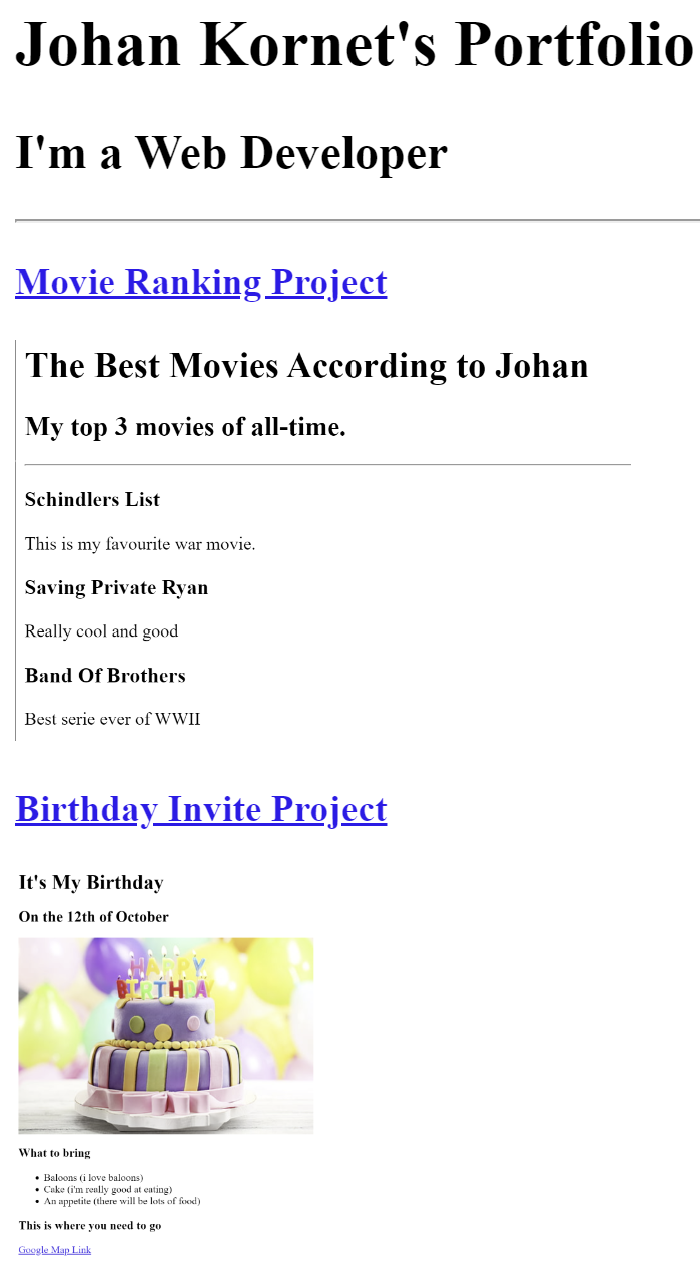 Johan Kornet's Portfolio
I'm a Web Developer
Movie Ranking Project
The Best Movies According to Johan
My top 3 movies of all-time.
Schindlers List
This is my favourite war movie.
Saving Private Ryan
Really cool and good
Band Of Brothers
Best serie ever of WWII
Birthday Invite Project
It's My Birthday
On the 12th of October
HAPPY
BIRTHDAY
What to bring
Baloons (i love baloons)
Cake (i'm really good at eating)
An appetite (there will be lots of food)
This is where you need to go
Google Map Link